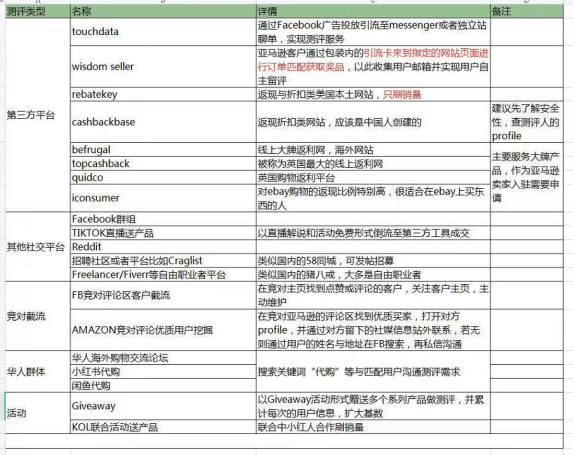 测评类型 名称 详情 备注
第三方平台
touchdata
通过Facebook广告投放引流至messenger或者独立站
聊单，实现测评服务
wisdom seller
亚马逊客户通过包装内的引流卡来到指定的网站页面进
行订单匹配获取奖品，以此收集用户邮箱并实现用户自
主留评
rebatekey
返现与折扣类美国本土网站，只刷销量
cashbackbase
返现折扣类网站，应该是中国人创建的
建议先了解安全
性，查测评人的
profile
befrugal
线上大牌返利网，海外网站
topcashback
被称为英国最大的线上返利网
quidco
英国购物返利平台
iconsumer
对ebay购物的返现比例特别高，很适合在ebay上买东
西的人
主要服务大牌产
品，作为亚马逊
卖家入驻需要申
请
其他社交平台
Facebook群组
TIKTOK直播送产品
以直播解说和活动免费形式倒流至第三方工具成交
Reddit
招聘社区或者平台比如Craglist
类似国内的58同城，可发帖招募
Freelancer/Fiverr等自由职业者平台
类似国内的猪八戒，大多是自由职业者
竞对截流
FB竞对评论区客户截流
在竞对主页找到点赞或评论的客户，关注客户主页，主
动维护
AMAZON竞对评论优质用户挖掘
在竞对亚马逊的评论区找到优质买家，打开对方
profile，并通过对方留下的社媒信息站外联系，若无
则通过用户的姓名与地址在FB搜索，再私信沟通
华人群体
华人海外购物交流论坛
小红书代购
闲鱼代购
搜索关键词“代购”等与匹配用户沟通测评需求
活动
Giveaway
以Giveaway活动形式赠送多个系列产品做测评，并累
计每次的用户信息，扩大基数
KOL联合活动送产品
联合中小红人合作刷销量